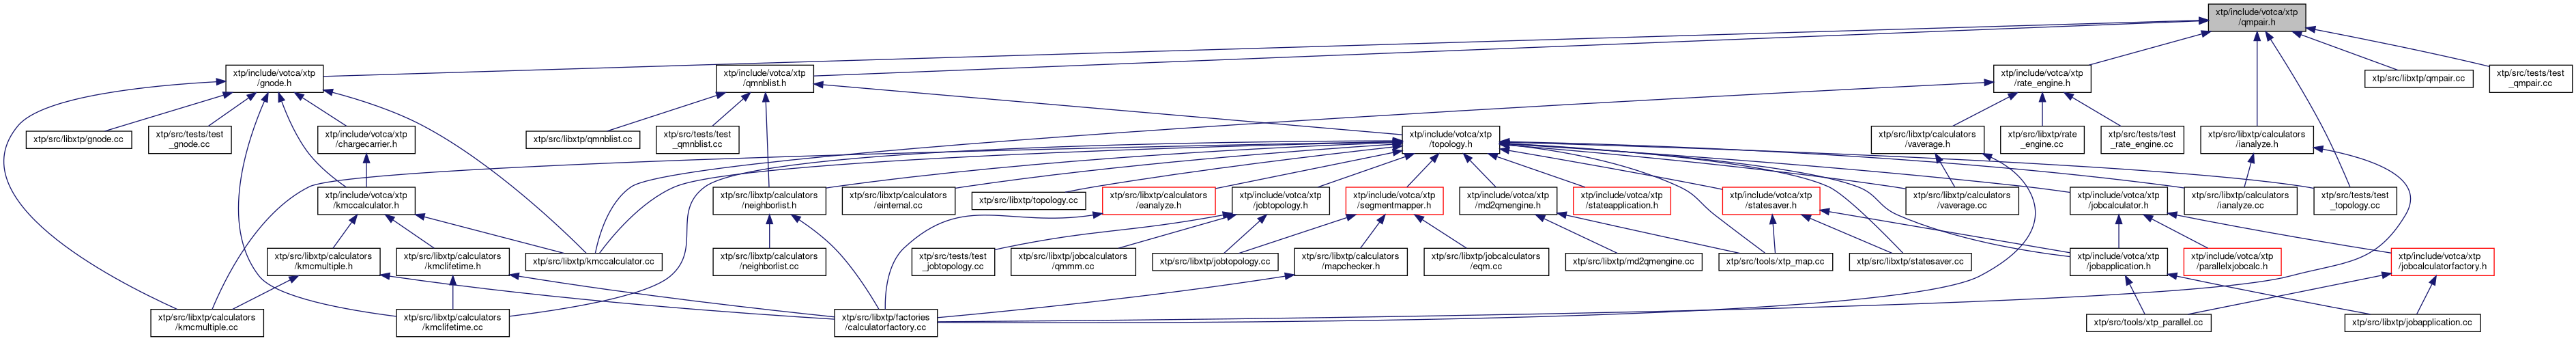 xtp/include/votca/xtp
/qmpair.h
xtp/include/votca/xtp
/gnode.h
xtp/include/votca/xtp
/qmnblist.h
xtp/include/votca/xtp
/rate_engine.h
xtp/src/libxtp/qmpair.cc
xtp/src/tests/test
_qmpair.cc
xtp/src/libxtp/gnode.cc
xtp/src/tests/test
_gnode.cc
xtp/include/votca/xtp
/chargecarrier.h
xtp/src/libxtp/qmnblist.cc
xtp/src/tests/test
_qmnblist.cc
xtp/include/votca/xtp
/topology.h
xtp/src/libxtp/calculators
/vaverage.h
xtp/src/libxtp/rate
_engine.cc
xtp/src/tests/test
_rate_engine.cc
xtp/src/libxtp/calculators
/ianalyze.h
xtp/include/votca/xtp
/kmccalculator.h
xtp/src/libxtp/calculators
/neighborlist.h
xtp/src/libxtp/calculators
/einternal.cc
xtp/src/libxtp/topology.cc
xtp/src/libxtp/calculators
/eanalyze.h
xtp/include/votca/xtp
/jobtopology.h
xtp/include/votca/xtp
/segmentmapper.h
xtp/include/votca/xtp
/md2qmengine.h
xtp/include/votca/xtp
/stateapplication.h
xtp/include/votca/xtp
/statesaver.h
xtp/src/libxtp/calculators
/vaverage.cc
xtp/include/votca/xtp
/jobcalculator.h
xtp/src/libxtp/calculators
/ianalyze.cc
xtp/src/tests/test
_topology.cc
xtp/src/libxtp/calculators
/kmcmultiple.h
xtp/src/libxtp/calculators
/kmclifetime.h
xtp/src/libxtp/kmccalculator.cc
xtp/src/libxtp/calculators
/neighborlist.cc
xtp/src/tests/test
_jobtopology.cc
xtp/src/libxtp/jobcalculators
/qmmm.cc
xtp/src/libxtp/jobtopology.cc
xtp/src/libxtp/calculators
/mapchecker.h
xtp/src/libxtp/jobcalculators
/eqm.cc
xtp/src/libxtp/md2qmengine.cc
xtp/src/tools/xtp_map.cc
xtp/src/libxtp/statesaver.cc
xtp/include/votca/xtp
/jobapplication.h
xtp/include/votca/xtp
/parallelxjobcalc.h
xtp/include/votca/xtp
/jobcalculatorfactory.h
xtp/src/libxtp/calculators
/kmcmultiple.cc
xtp/src/libxtp/calculators
/kmclifetime.cc
xtp/src/libxtp/factories
/calculatorfactory.cc
xtp/src/tools/xtp_parallel.cc
xtp/src/libxtp/jobapplication.cc